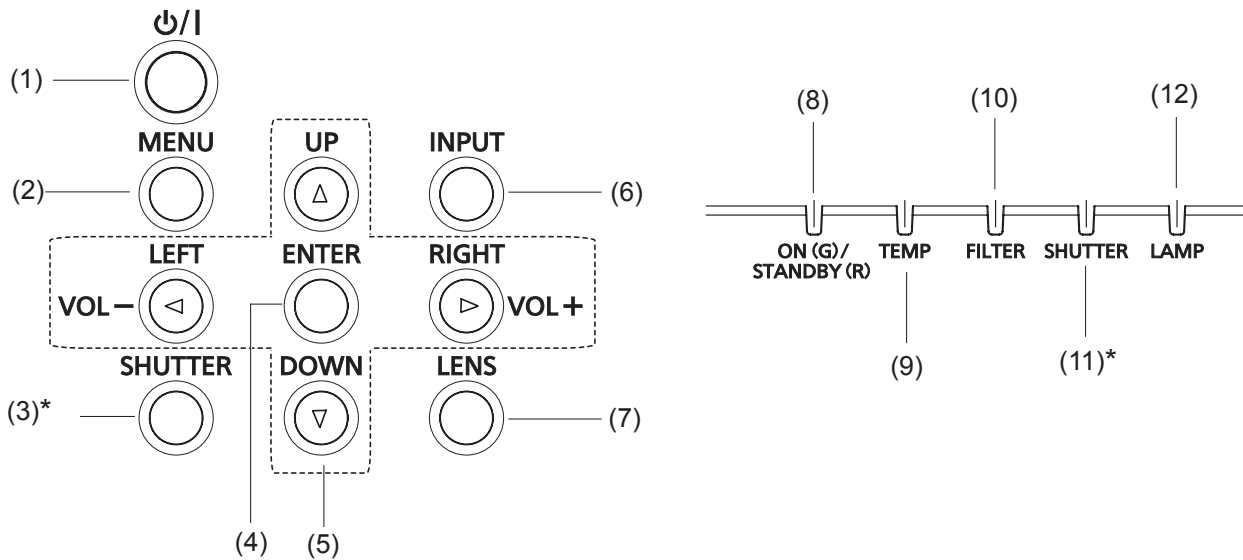 ⏻/|
(1)
MENU
UP
INPUT
(2)
(6)
LEFT
ENTER
RIGHT
VOL −
VOL +
SHUTTER
DOWN
LENS
(3)*
(7)
(4)
(5)
(8)
(10)
(12)
ON (G)/
STANDBY (R)
TEMP
FILTER
SHUTTER
LAMP
(9)
(11)*